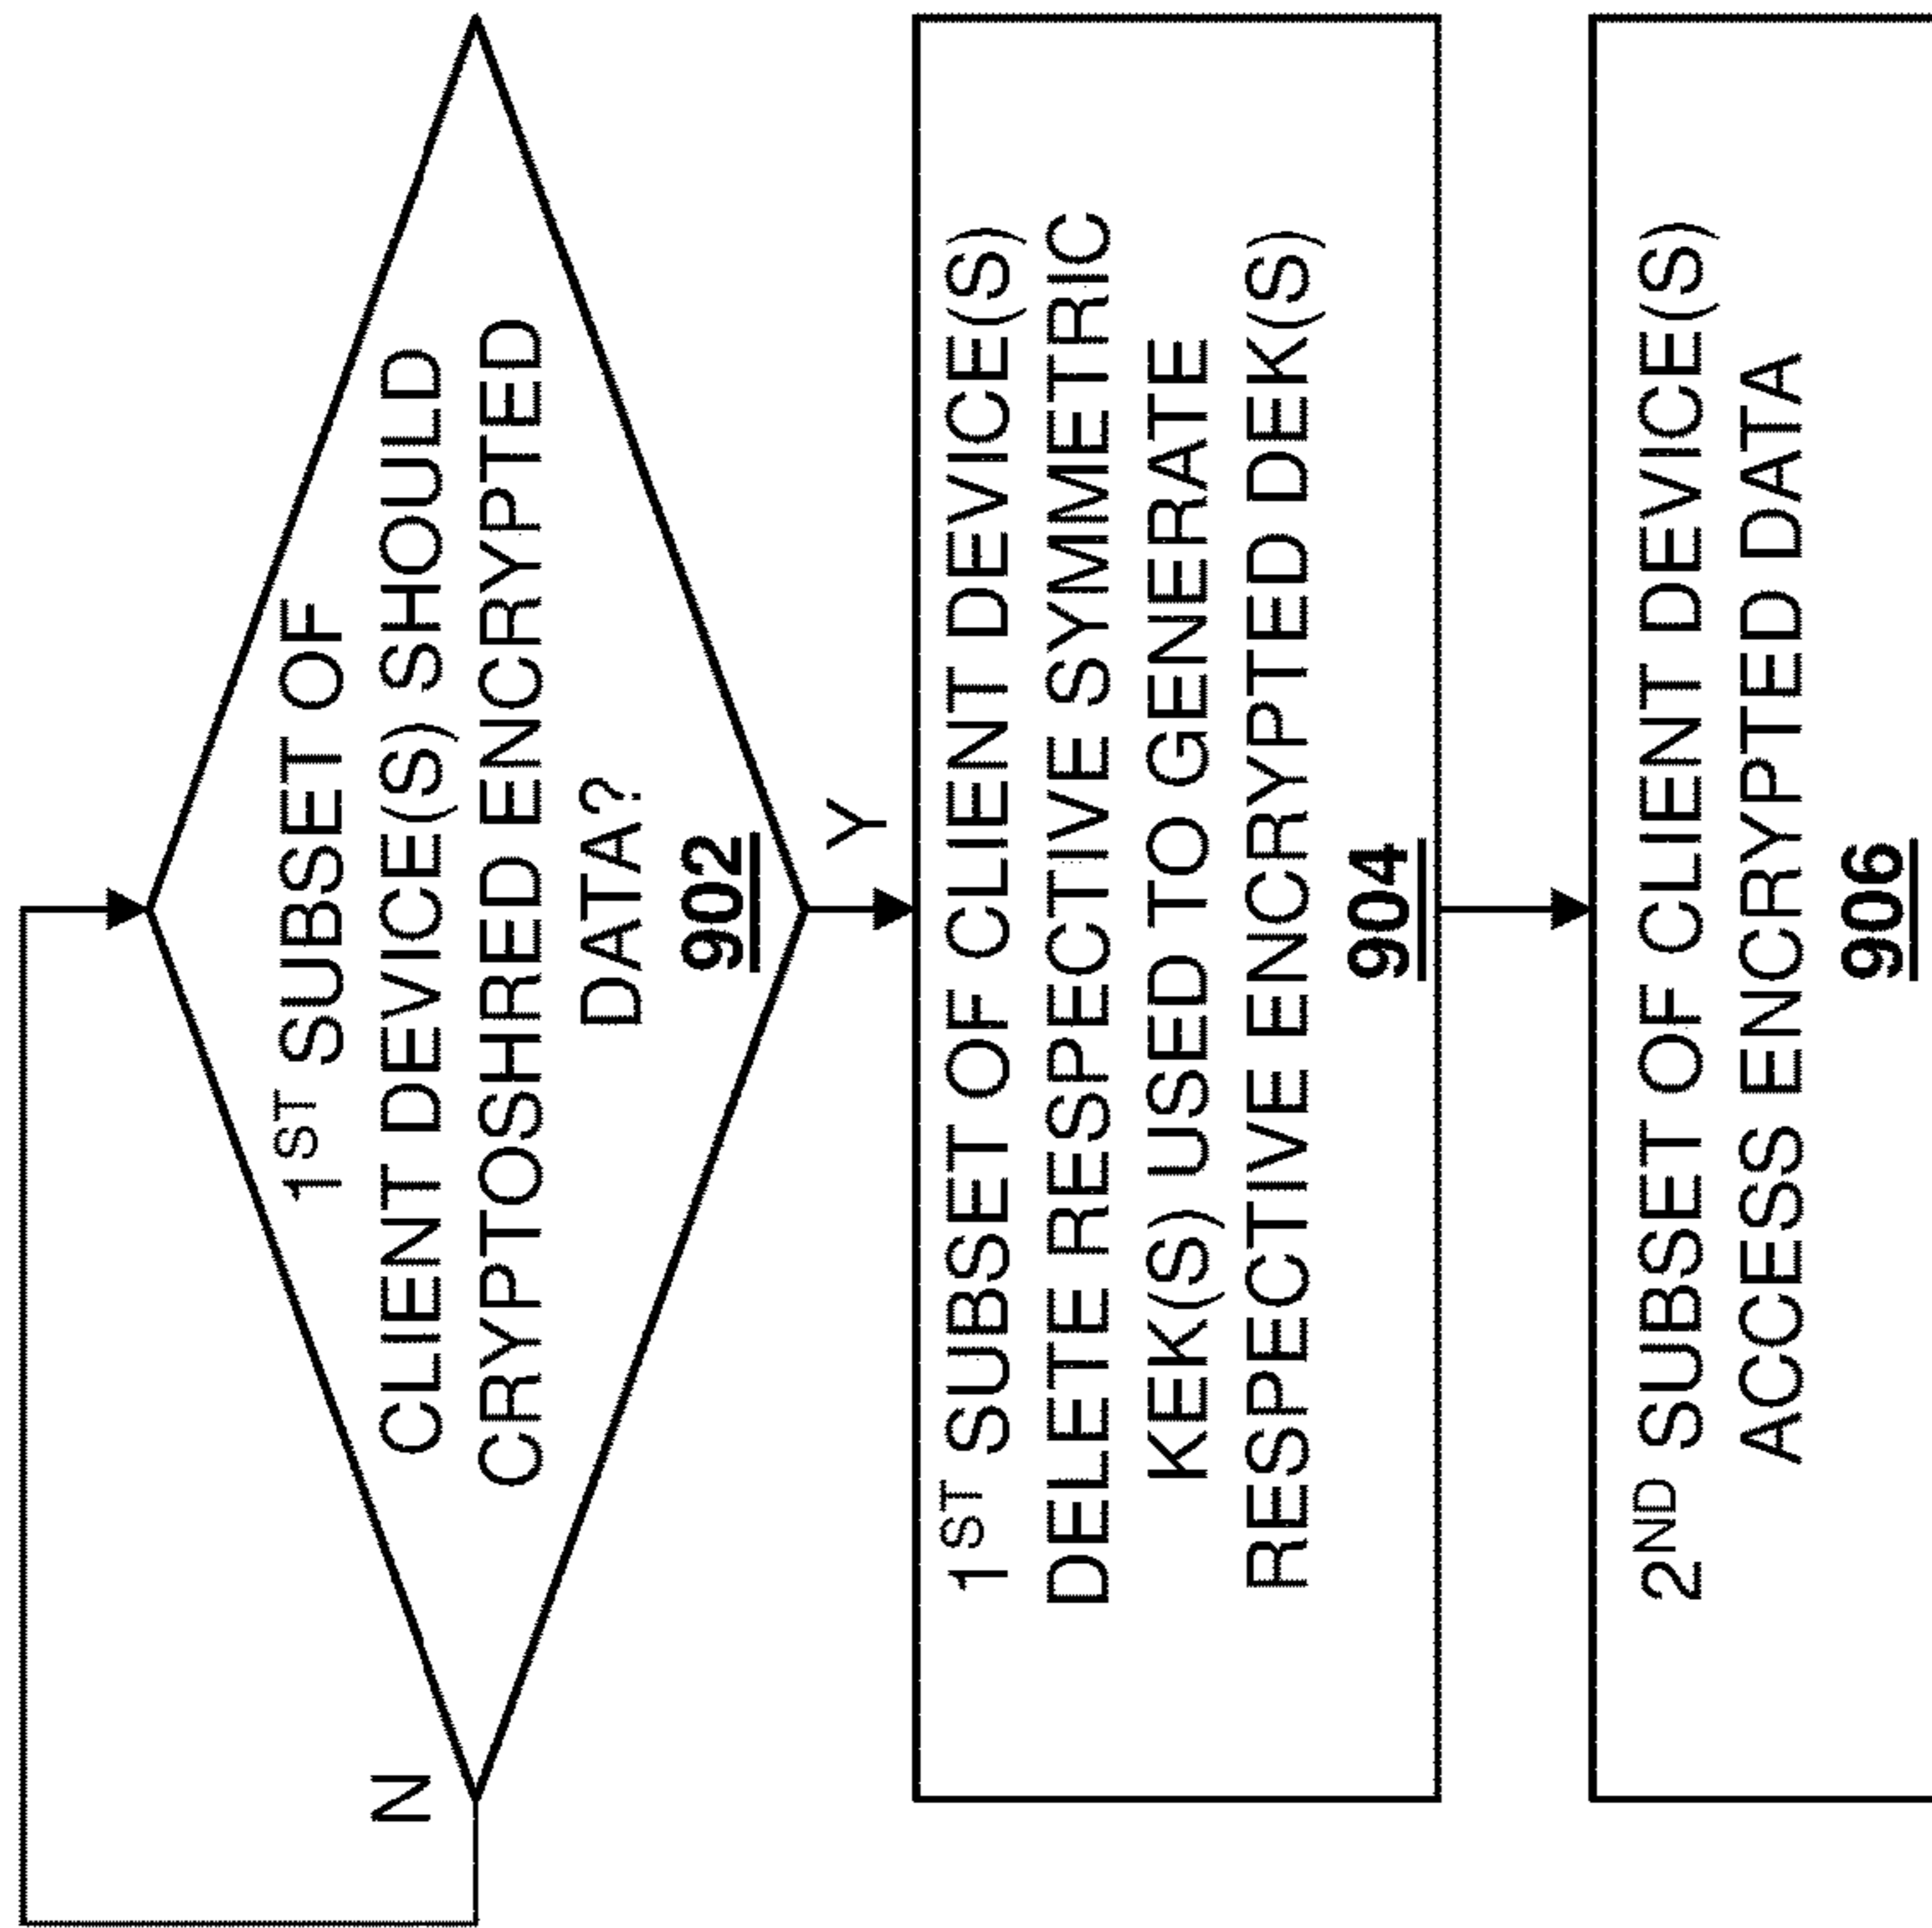 1ST SUBSET OF
CLIENT DEVICE(S) SHOULD
CRYPTOSHRED ENCRYPTED
DATA?
902
N
Y
1ST SUBSET OF CLIENT DEVICE(S)
DELETE RESPECTIVE SYMMETRIC
KEK(S) USED TO GENERATE
RESPECTIVE ENCRYPTED DEK(S)
904
2ND SUBSET OF CLIENT DEVICE(S)
ACCESS ENCRYPTED DATA
906